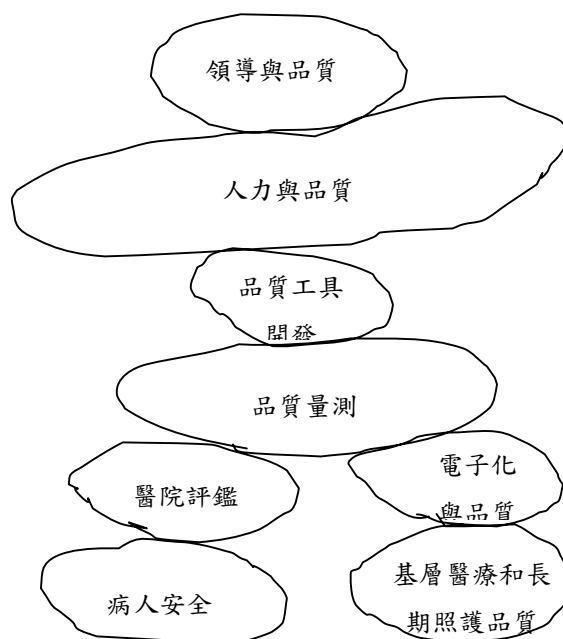 領導與品質
人力與品質
品質工具
開發
品質量測
醫院評鑑
電子化
與品質
病人安全
基層醫療和長
期照護品質